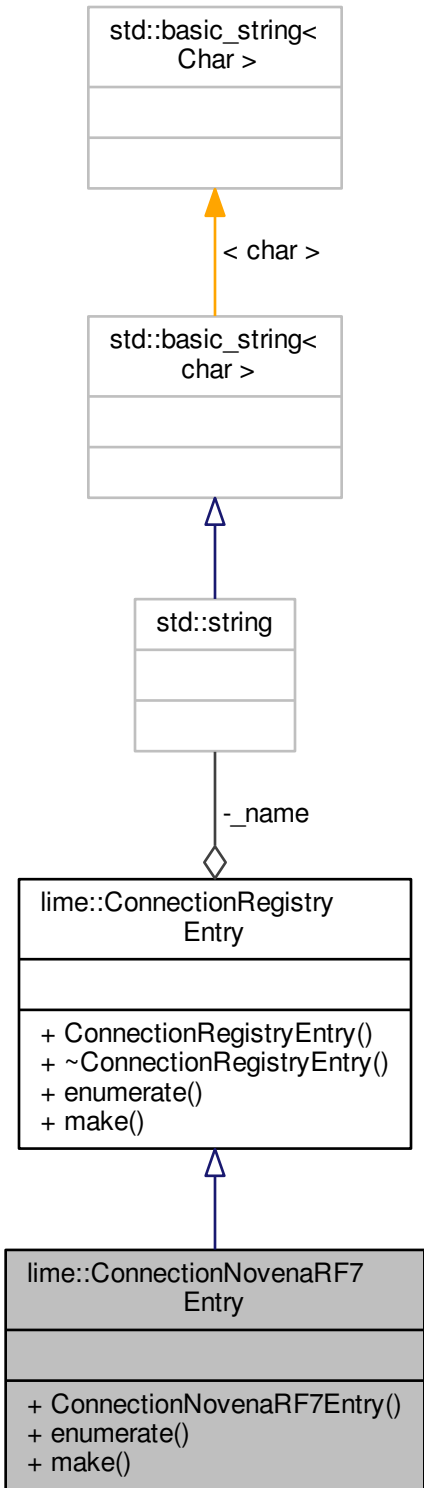 std::basic_string<
Char >
< char >
std::basic_string<
char >
std::string
-_name
lime::ConnectionRegistry
Entry
+ ConnectionRegistryEntry()
+ ~ConnectionRegistryEntry()
+ enumerate()
+ make()
lime::ConnectionNovenaRF7
Entry
+ ConnectionNovenaRF7Entry()
+ enumerate()
+ make()